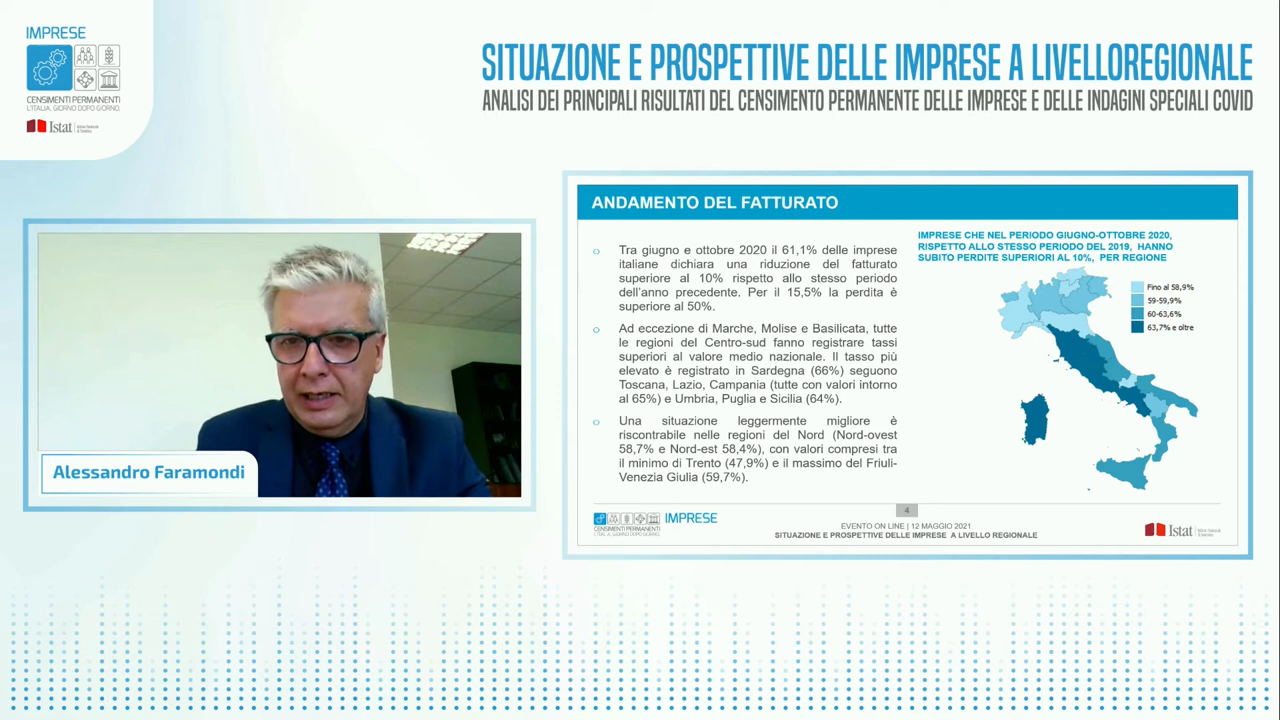 IMPRESE
CENSIMENTI PERMANENTI
L'ITALIA, GIORNO DOPO GIORNO.
Istat
SITUAZIONE E PROSPETTIVE DELLE IMPRESE A LIVELLOREGIONALE
ANALISI DEI PRINCIPALI RISULTATI DEL CENSIMENTO PERMANENTE DELLE IMPRESE E DELLE INDAGINI SPECIALI COVID
Alessandro Faramondi
ANDAMENTO DEL FATTURATO
Tra giugno e ottobre 2020 il 61,1% delle imprese
italiane dichiara una riduzione del fatturato
superiore al 10% rispetto allo stesso periodo
dell'anno precedente. Per il 15,5% la perdita è
superiore al 50%.
Ad eccezione di Marche, Molise e Basilicata, tutte
le regioni del Centro-sud fanno registrare tassi
superiori al valore medio nazionale. Il tasso più
elevato è registrato in Sardegna (66%) seguono
Toscana, Lazio, Campania (tutte con valori intorno
al 65%) e Umbria, Puglia e Sicilia (64%).
Una situazione leggermente migliore è
riscontrabile nelle regioni del Nord (Nord-ovest
58,7% e Nord-est 58,4%), con valori compresi tra
il minimo di Trento (47,9%) e il massimo del Friuli-
Venezia Giulia (59,7%).
IMPRESE CHE NEL PERIODO GIUGNO-OTTOBRE 2020,
RISPETTO ALLO STESSO PERIODO DEL 2019, HANNO
SUBITO PERDITE SUPERIORI AL 10%, PER REGIONE
Fino al 58,9%
59-59,9%
60-63,6%
63,7% e oltre
4
IMPRESE
CENSIMENTI PERMANENTI
L'ITALIA, GIORNO DOPO GIORNO.
EVENTO ON LINE | 12 MAGGIO 2021
SITUAZIONE E PROSPETTIVE DELLE IMPRESE A LIVELLO REGIONALE
Istat